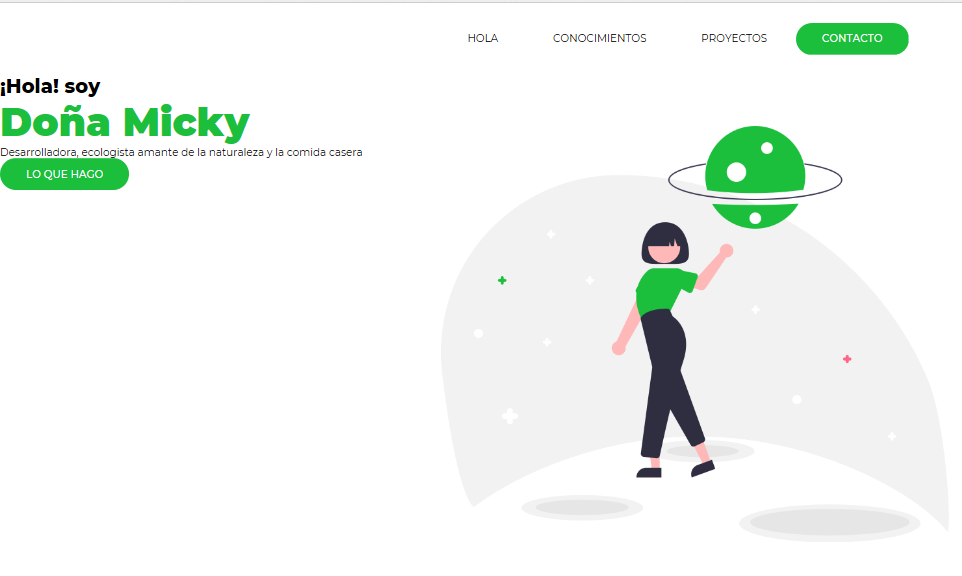 HOLA CONOCIMIENTOS PROYECTOS CONTACTO
¡Hola! soy
Doña Micky
Desarrolladora, ecologista amante de la naturaleza y la comida casera
LO QUE HAGO